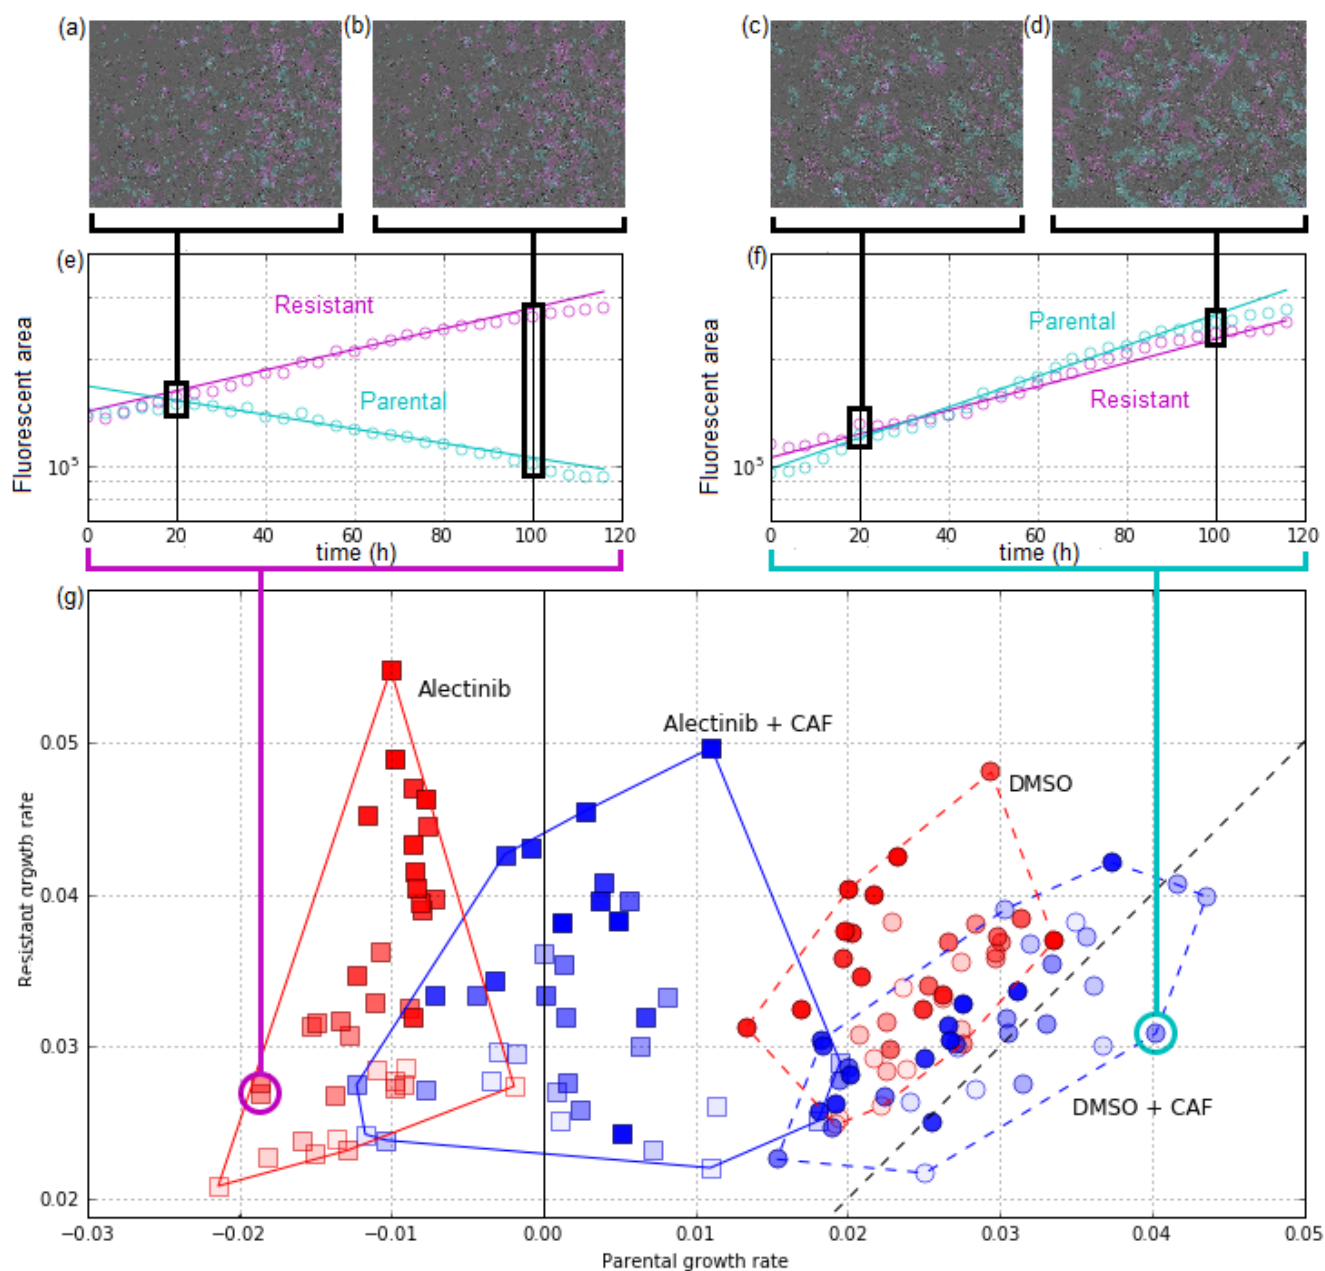 (a)
(b)
(c)
(d)
(e)
Resistant
Parental
Fluorescent area
10⁵
0 20 40 60 80 100 120
time (h)
(f)
Parental
Resistant
Fluorescent area
10⁵
0 20 40 60 80 100 120
time (h)
(g)
Alectinib
Alectinib + CAF
DMSO
DMSO + CAF
Resistant growth rate
0.05
0.04
0.03
0.02
−0.03 −0.02 −0.01 0.00 0.01 0.02 0.03 0.04 0.05
Parental growth rate